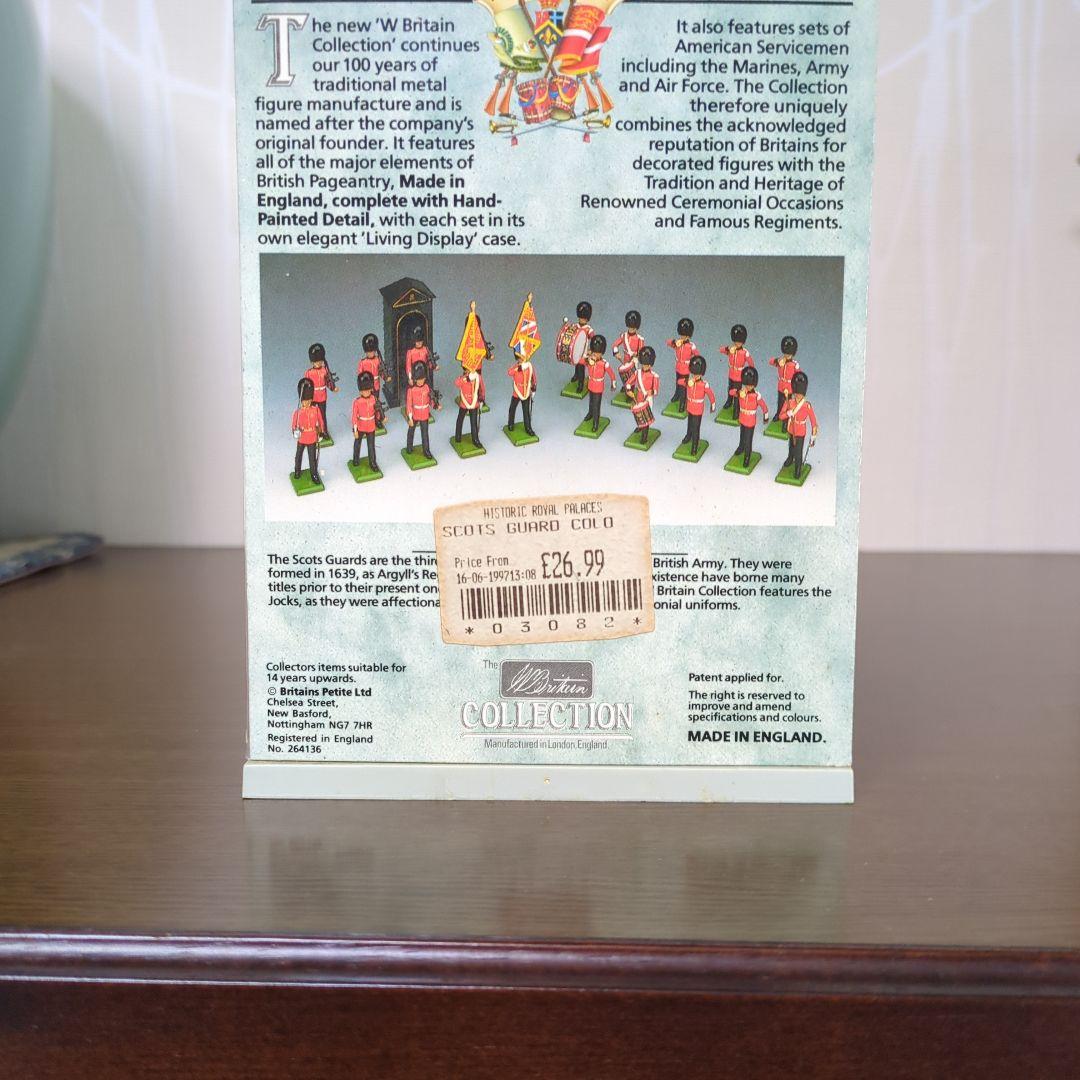 The new 'W Britain
Collection' continues
our 100 years of
traditional metal
figure manufacture and is
named after the company's
original founder. It features
all of the major elements of
British Pageantry, Made in
England, complete with Hand-
Painted Detail, with each set in its
own elegant 'Living Display' case.
It also features sets of
American Servicemen
including the Marines, Army
and Air Force. The Collection
therefore uniquely
combines the acknowledged
reputation of Britains for
decorated figures with the
Tradition and Heritage of
Renowned Ceremonial Occasions
and Famous Regiments.
HISTORIC ROYAL PALACES
SCOTS GUARD COLO
Price From
16-06-199713:08 £26.99
* 0 3 0 8 2 *
The Scots Guards are the British Army. They were
formed in 1639, as Argyll's have borne many
titles prior to their present Britain Collection features the
Jocks, as they were uniforms.
Collectors items suitable for
14 years upwards.
© Britains Petite Ltd
Chelsea Street,
New Basford,
Nottingham NG7 7HR
Registered in England
No. 264136
The
W Britain
COLLECTION
Manufactured in London, England.
Patent applied for.
The right is reserved to
improve and amend
specifications and colours.
MADE IN ENGLAND.